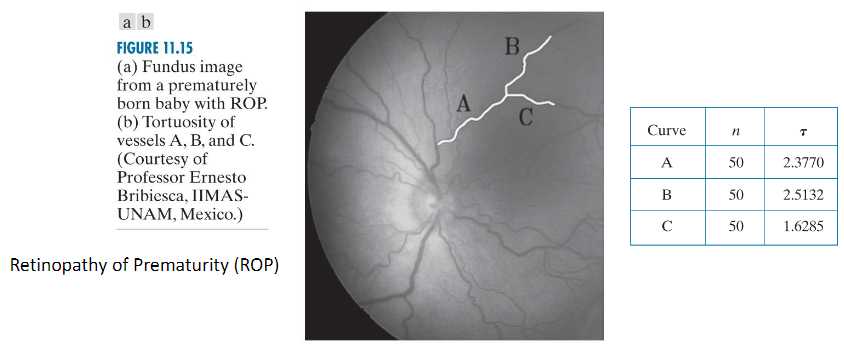 a b
FIGURE 11.15
(a) Fundus image
from a prematurely
born baby with ROP.
(b) Tortuosity of
vessels A, B, and C.
(Courtesy of
Professor Ernesto
Bribiesca, IIMAS-
UNAM, Mexico.)
Retinopathy of Prematurity (ROP)
B
A
C
Curve n τ
A 50 2.3770
B 50 2.5132
C 50 1.6285